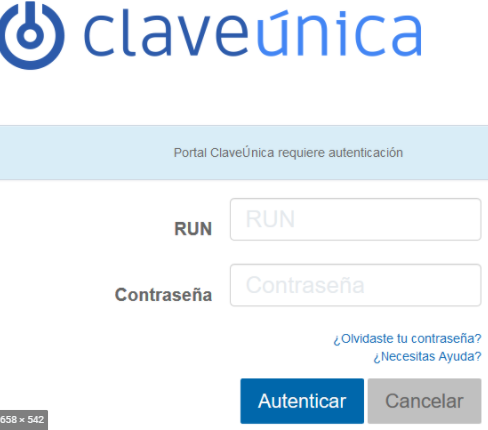 claveúnica
Portal ClaveÚnica requiere autenticación
RUN
RUN
Contraseña
Contraseña
¿Olvidaste tu contraseña?
¿Necesitas Ayuda?
Autenticar Cancelar
658 × 542